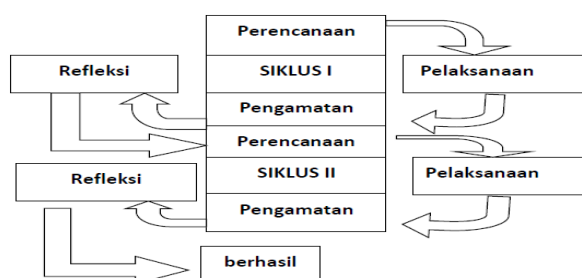 Perencanaan
Refleksi
SIKLUS I
Pelaksanaan
Pengamatan
Perencanaan
Refleksi
SIKLUS II
Pelaksanaan
Pengamatan
berhasil